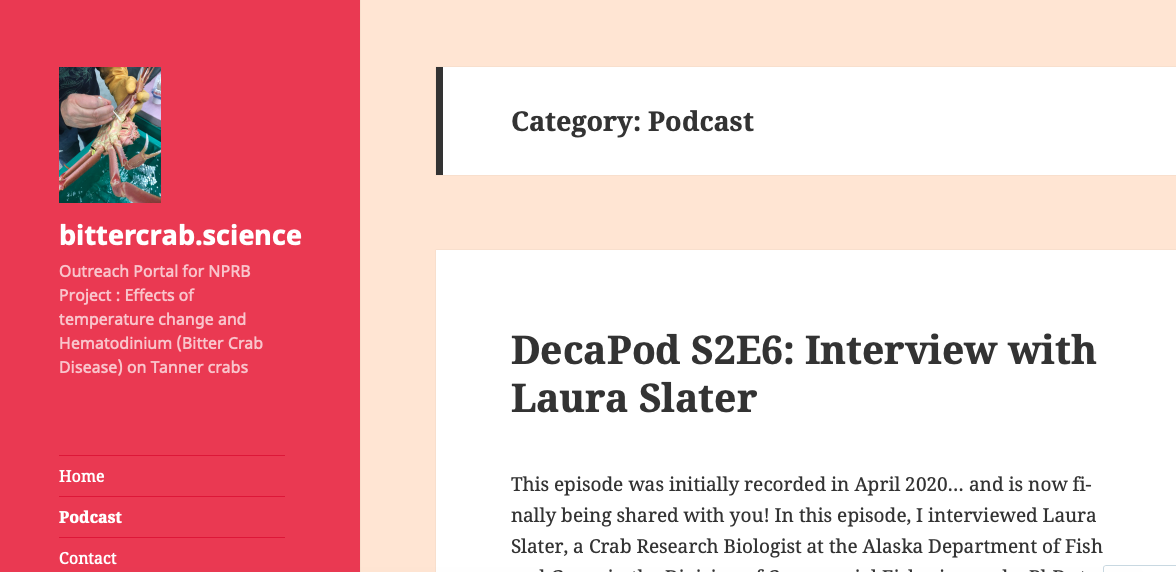 bittercrab.science
Outreach Portal for NPRB
Project : Effects of
temperature change and
Hematodinium (Bitter Crab
Disease) on Tanner crabs
Home
Podcast
Contact
Category: Podcast
DecaPod S2E6: Interview with
Laura Slater
This episode was initially recorded in April 2020… and is now fi-
nally being shared with you! In this episode, I interviewed Laura
Slater, a Crab Research Biologist at the Alaska Department of Fish